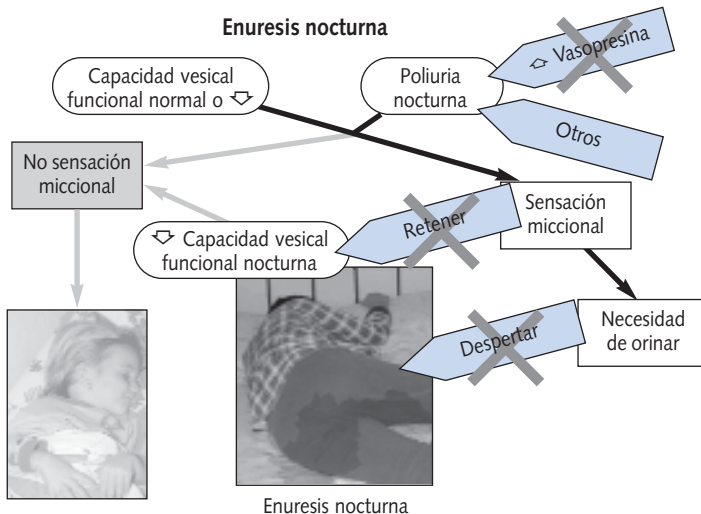 Enuresis nocturna
Vasopresina
Capacidad vesical
funcional normal o
Poliuria
nocturna
Otros
No sensación
miccional
Sensación
miccional
Retener
Capacidad vesical
funcional nocturna
Necesidad
de orinar
Despertar
Enuresis nocturna